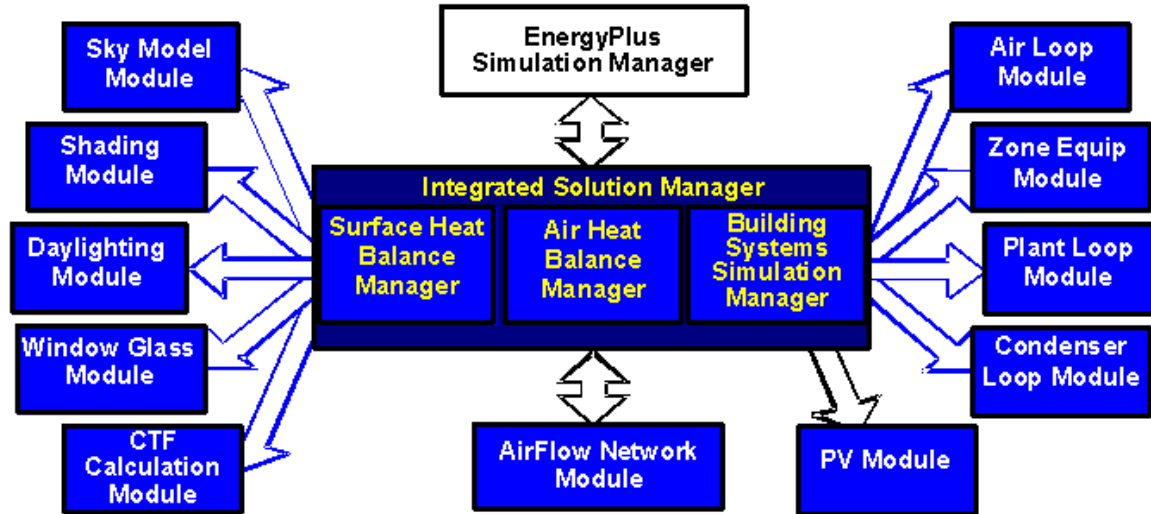 Sky Model
Module
Shading
Module
Daylighting
Module
Window Glass
Module
CTF
Calculation
Module
EnergyPlus
Simulation Manager
Integrated Solution Manager
Surface Heat
Balance
Manager
Air Heat
Balance
Manager
Building
Systems
Simulation
Manager
AirFlow Network
Module
PV Module
Air Loop
Module
Zone Equip
Module
Plant Loop
Module
Condenser
Loop Module